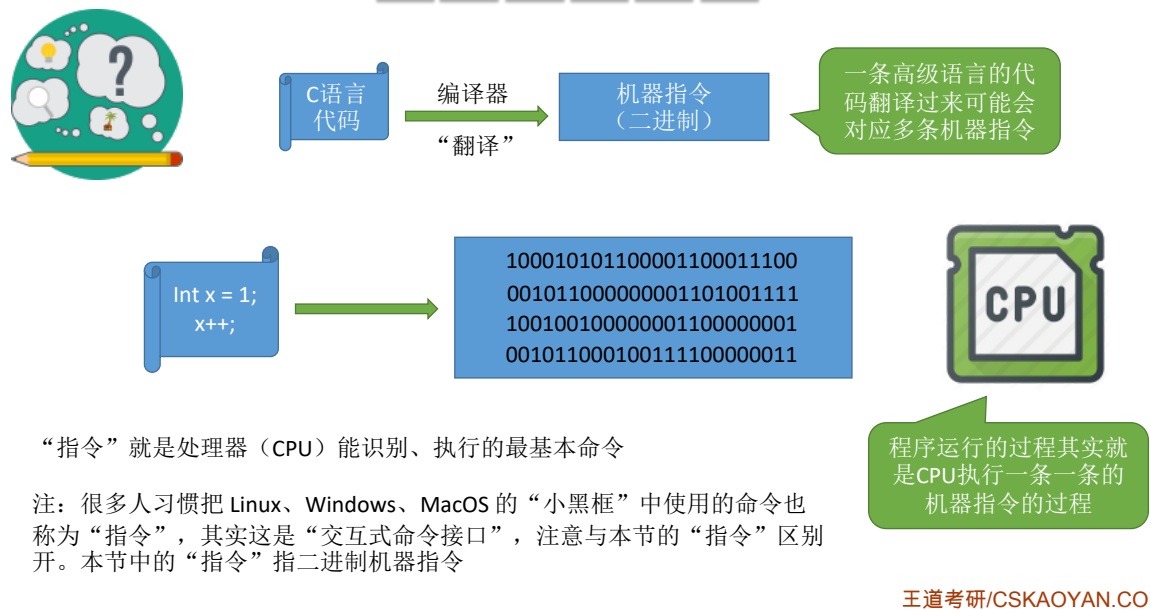 ?
C语言
代码
编译器
“翻译”
机器指令
（二进制）
一条高级语言的代
码翻译过来可能会
对应多条机器指令
Int x = 1;
x++;
100010101100001100011100
001011000000001101001111
100100100000001100000001
001011000100111100000011
CPU
程序运行的过程其实就
是CPU执行一条一条的
机器指令的过程
“指令”就是处理器（CPU）能识别、执行的最基本命令
注：很多人习惯把 Linux、Windows、MacOS 的“小黑框”中使用的命令也
称为“指令”，其实这是“交互式命令接口”，注意与本节的“指令”区别
开。本节中的“指令”指二进制机器指令
王道考研/CSKAOYAN.CO